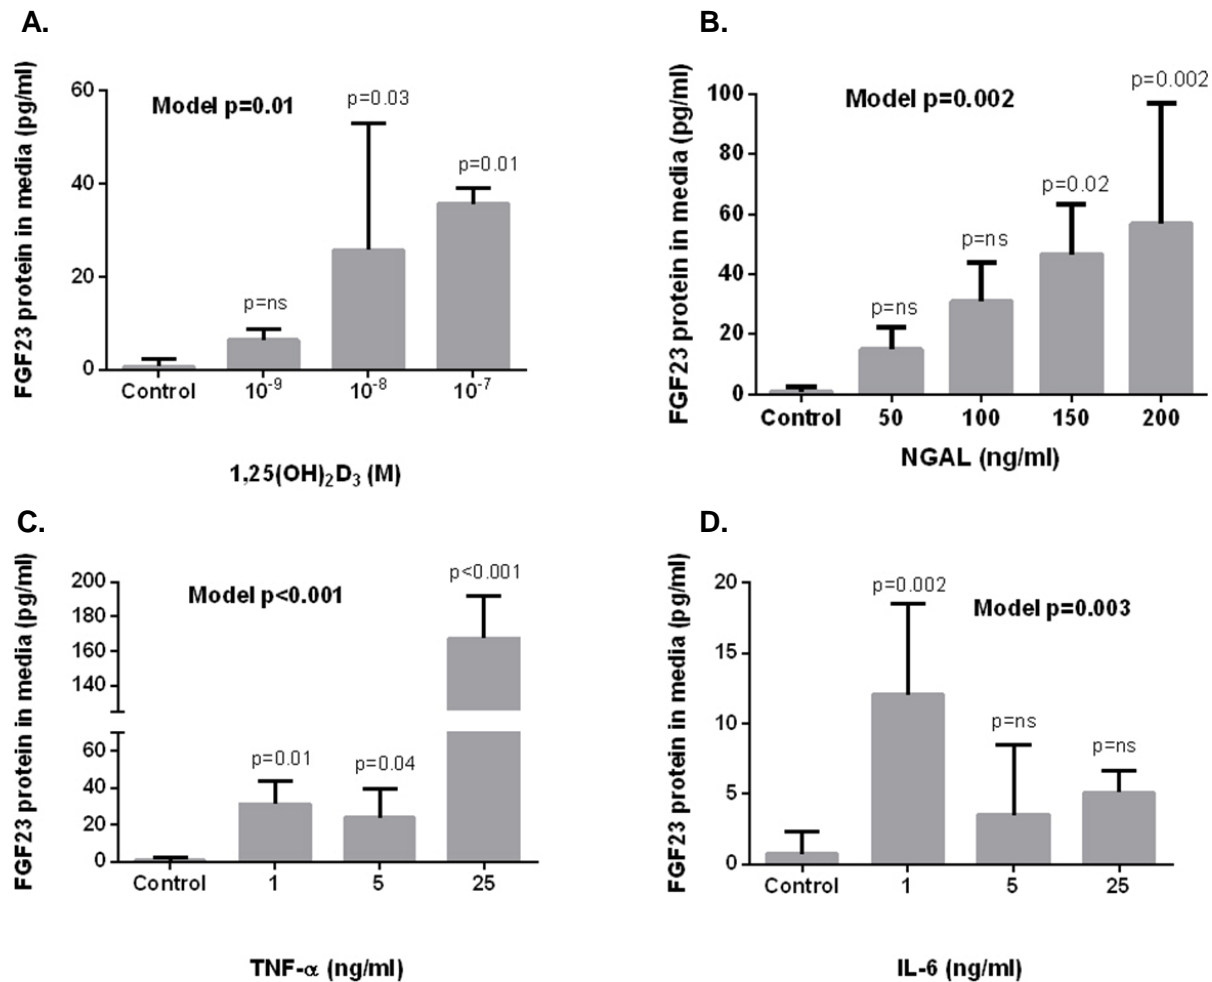 A.
FGF23 protein in media (pg/ml)
60
40
20
0
Model p=0.01
p=ns
p=0.03
p=0.01
Control 10⁻⁹ 10⁻⁸ 10⁻⁷
1,25(OH)₂D₃ (M)
B.
FGF23 protein in media (pg/ml)
100
80
60
40
20
0
Model p=0.002
p=ns
p=ns
p=0.02
p=0.002
Control 50 100 150 200
NGAL (ng/ml)
C.
FGF23 protein in media (pg/ml)
200
180
160
140
60
40
20
0
Model p<0.001
p=0.01
p=0.04
p<0.001
Control 1 5 25
TNF-α (ng/ml)
D.
FGF23 protein in media (pg/ml)
20
15
10
5
0
p=0.002
Model p=0.003
p=ns
p=ns
Control 1 5 25
IL-6 (ng/ml)